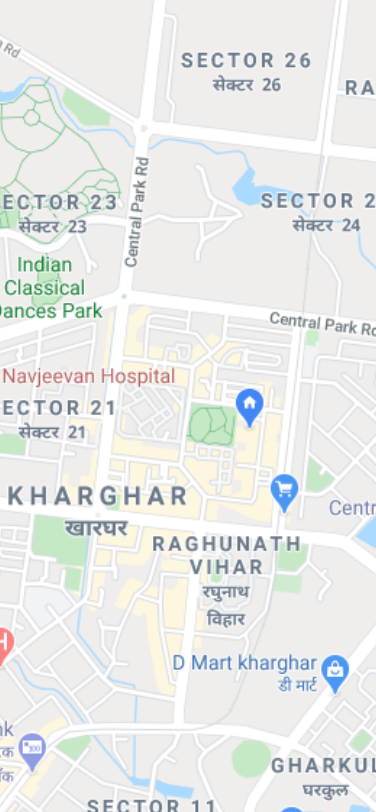 Rd
SECTOR 26
सेक्टर 26
RA
ECTOR 23
सेक्टर 23
Central Park Rd
SECTOR 2
सेक्टर 24
Indian
Classical
Dances Park
Central Park Rd
Navjeevan Hospital
ECTOR 21
सेक्टर 21
KHARGHAR
खारघर
Centr
RAGHUNATH
VIHAR
रघुनाथ
विहार
H
D Mart kharghar
डी मार्ट
nk
GHARKUL
घरकुल
SECTOR 11